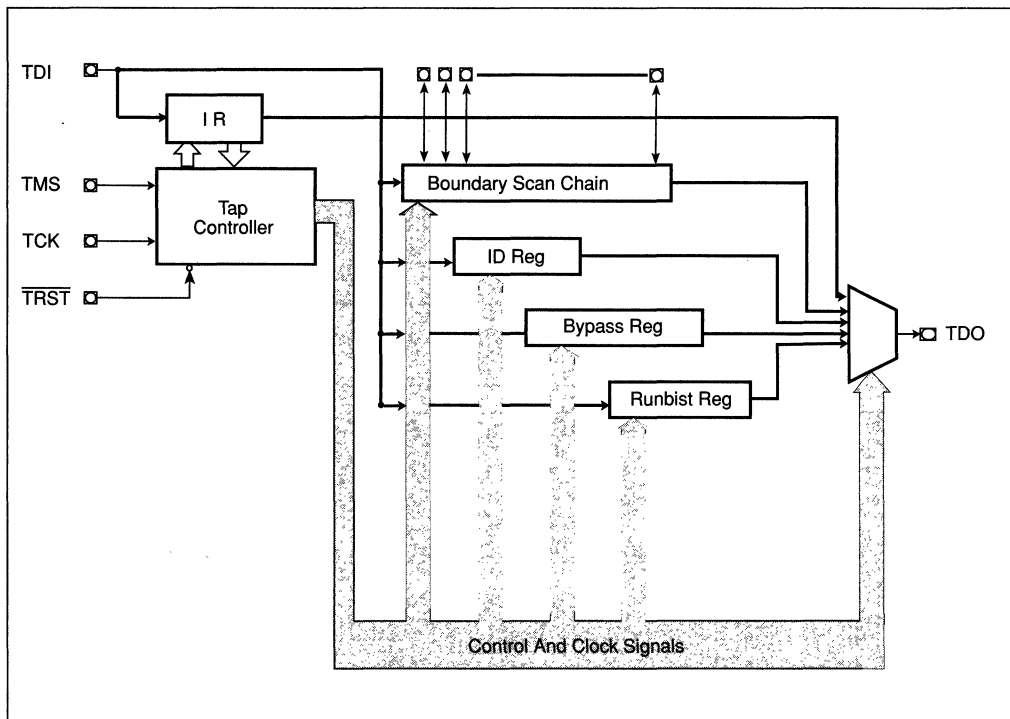 TDI
I R
TMS
Tap
Controller
TCK
TRST
Boundary Scan Chain
ID Reg
Bypass Reg
TDO
Runbist Reg
Control And Clock Signals